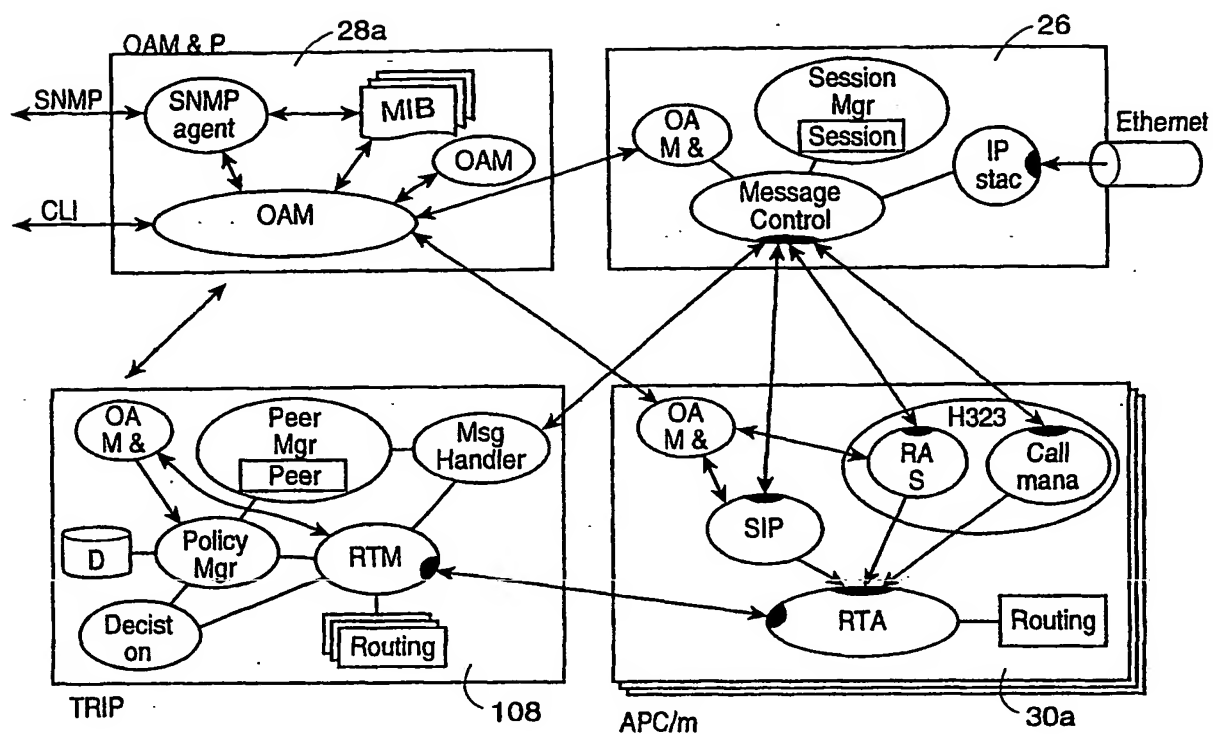 OAM & P
28a
SNMP
SNMP
agent
MIB
OAM
CLI
OAM
26
Session
Mgr
Session
OA
M &
IP
stac
Ethernet
Message
Control
OA
M &
Peer
Mgr
Peer
Msg
Handler
D
Policy
Mgr
RTM
Decist
on
Routing
TRIP
108
OA
M &
H323
RA
S
Call
mana
SIP
RTA
Routing
APC/m
30a